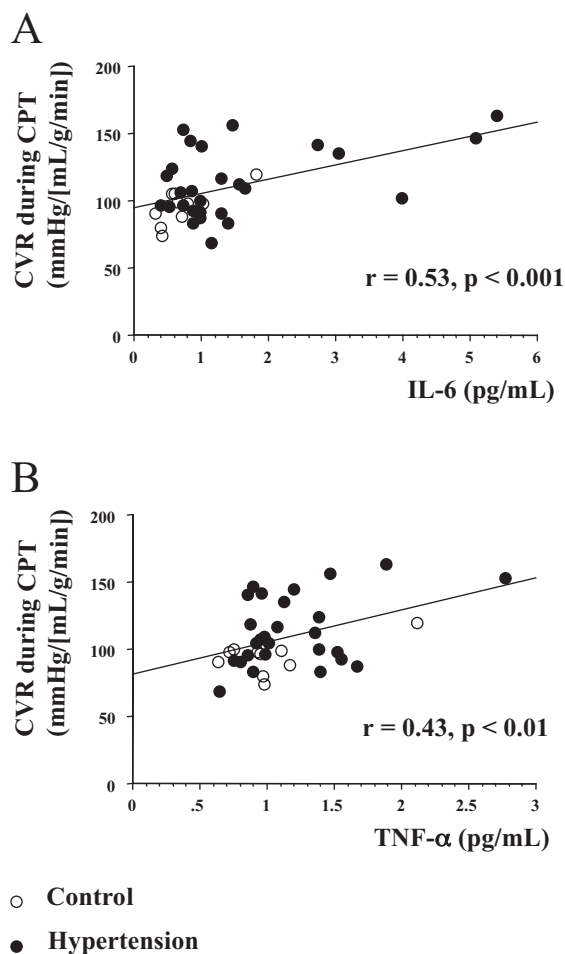 A
CVR during CPT
(mmHg/[mL/g/min])
200
150
100
50
0
r = 0.53, p < 0.001
0 1 2 3 4 5 6
IL-6 (pg/mL)
B
CVR during CPT
(mmHg/[mL/g/min])
200
150
100
50
0
r = 0.43, p < 0.01
0 .5 1 1.5 2 2.5 3
TNF-α (pg/mL)
Control
Hypertension